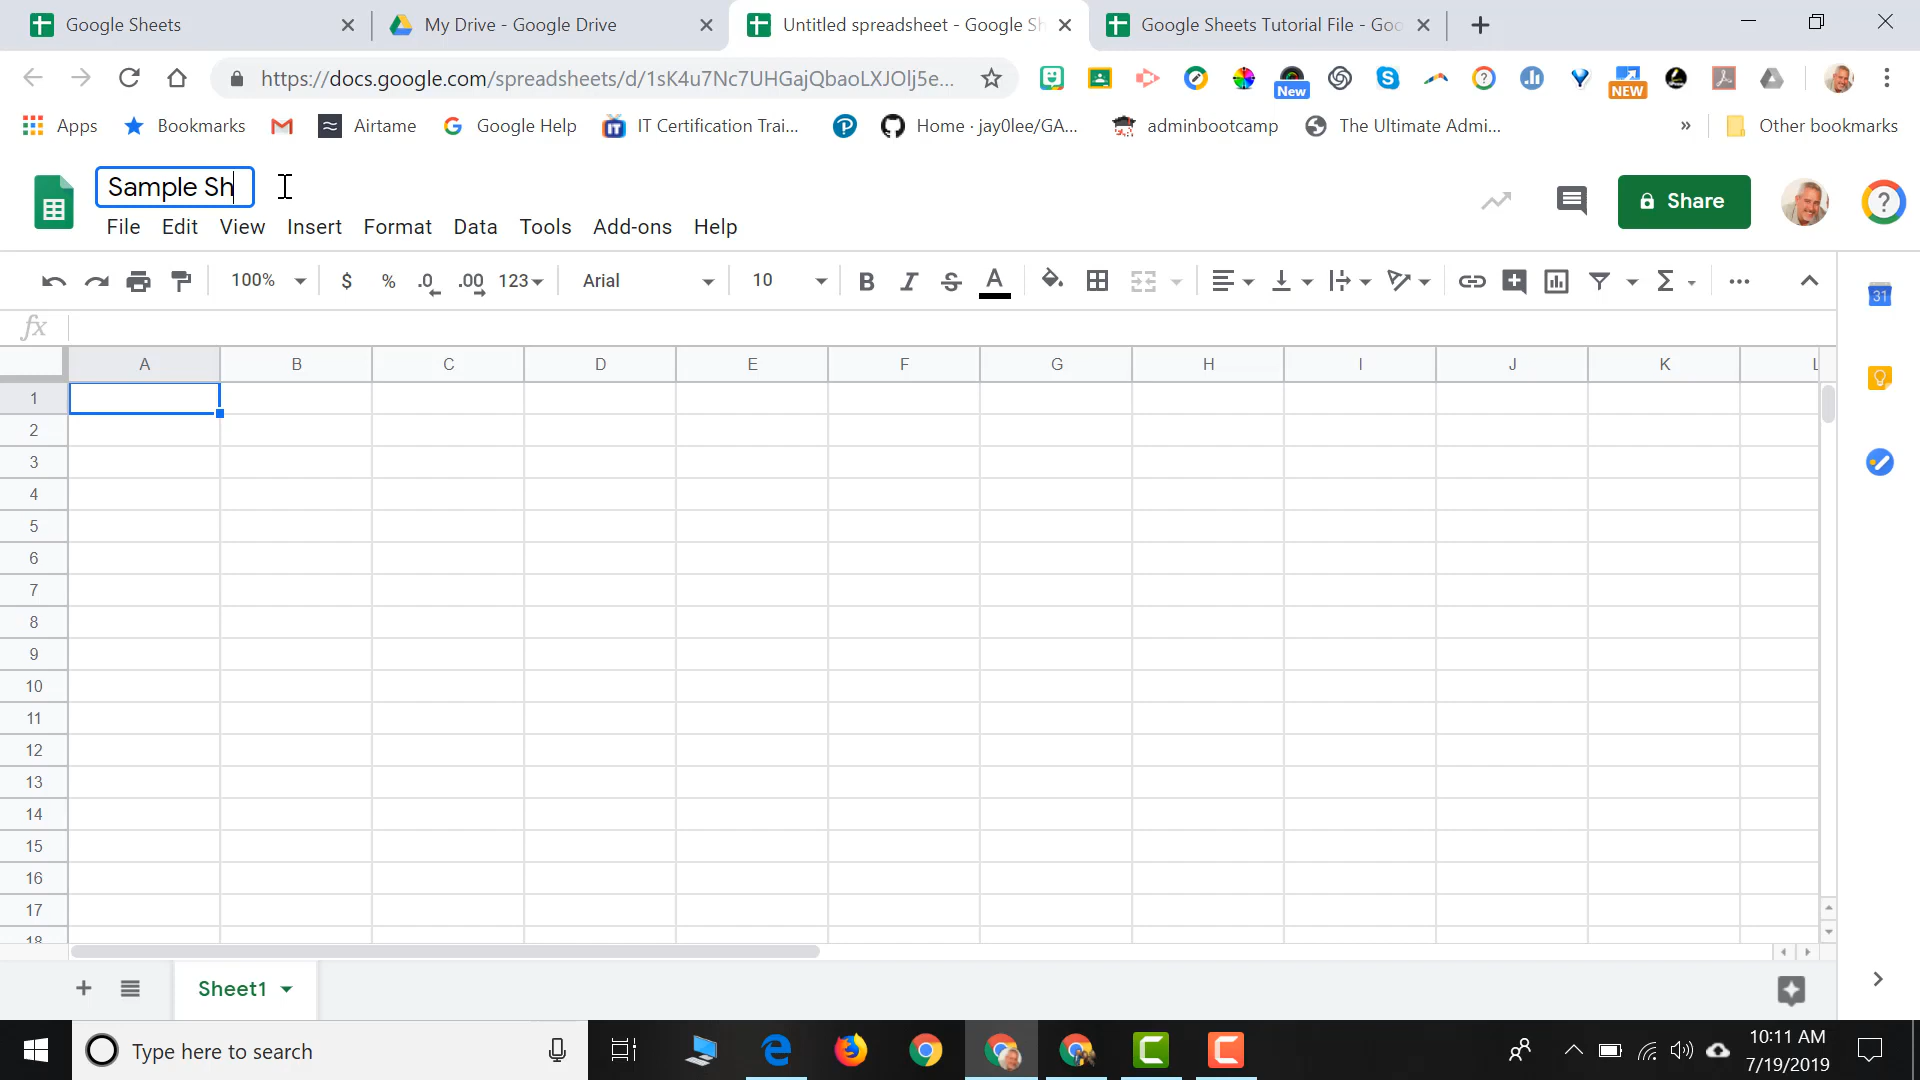 Google Sheets
My Drive - Google Drive
Untitled spreadsheet - Google Sh
Google Sheets Tutorial File - Goo
https://docs.google.com/spreadsheets/d/1sK4u7Nc7UHGajQbaoLXJOlj5e...
New
NEW
Apps
Bookmarks
Airtame
Google Help
IT Certification Trai...
Home · jay0lee/GA...
adminbootcamp
The Ultimate Admi...
»
Other bookmarks
Sample Sh
Share
File Edit View Insert Format Data Tools Add-ons Help
100% $ % .0 .00 123 Arial 10 B I S A Σ
31
fx
A B C D E F G H I J K L
1
2
3
4
5
6
7
8
9
10
11
12
13
14
15
16
17
18
Sheet1
Type here to search
10:11 AM
7/19/2019